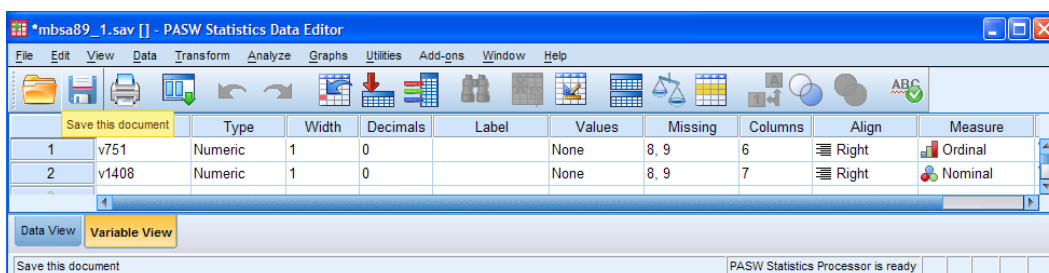 *mbsa89_1.sav [] - PASW Statistics Data Editor
File Edit View Data Transform Analyze Graphs Utilities Add-ons Window Help
A
1 4
ABC
Save this document Type Width Decimals Label Values Missing Columns Align Measure
1 v751 Numeric 1 0 None 8, 9 6 Right Ordinal
2 v1408 Numeric 1 0 None 8, 9 7 Right Nominal
Data View Variable View
Save this document PASW Statistics Processor is ready